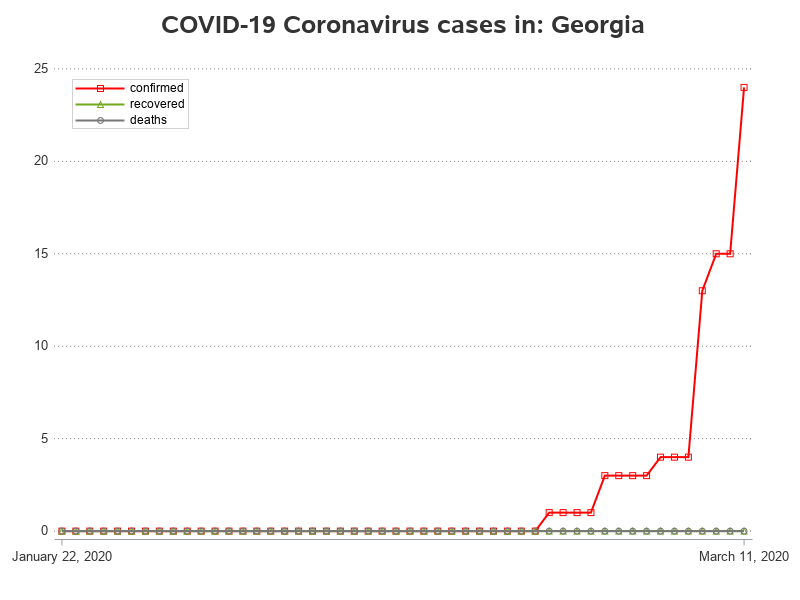 COVID-19 Coronavirus cases in: Georgia
25
confirmed
recovered
deaths
20
15
10
5
0
January 22, 2020 March 11, 2020